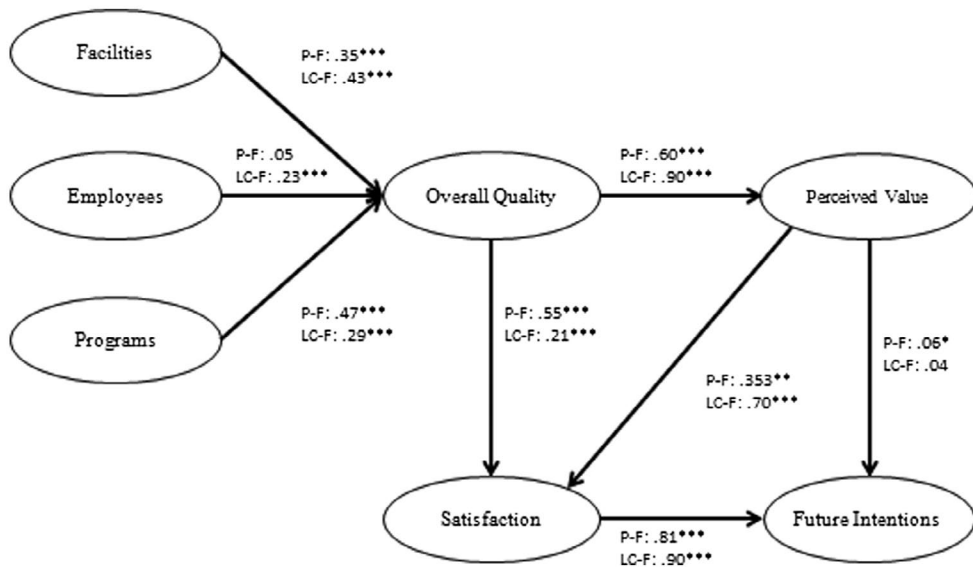 Facilities
P-F: .35***
LC-F: .43***
P-F: .05
LC-F: .23***
Employees
Overall Quality
P-F: .60***
LC-F: .90***
Perceived Value
Programs
P-F: .47***
LC-F: .29***
P-F: .55***
LC-F: .21***
P-F: .353**
LC-F: .70***
P-F: .06*
LC-F: .04
Satisfaction
P-F: .81***
LC-F: .90***
Future Intentions